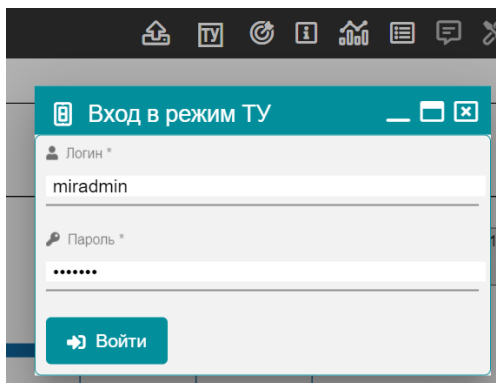 ТУ
Вход в режим ТУ
Логин *
miradmin
Пароль *
•••••••
Войти